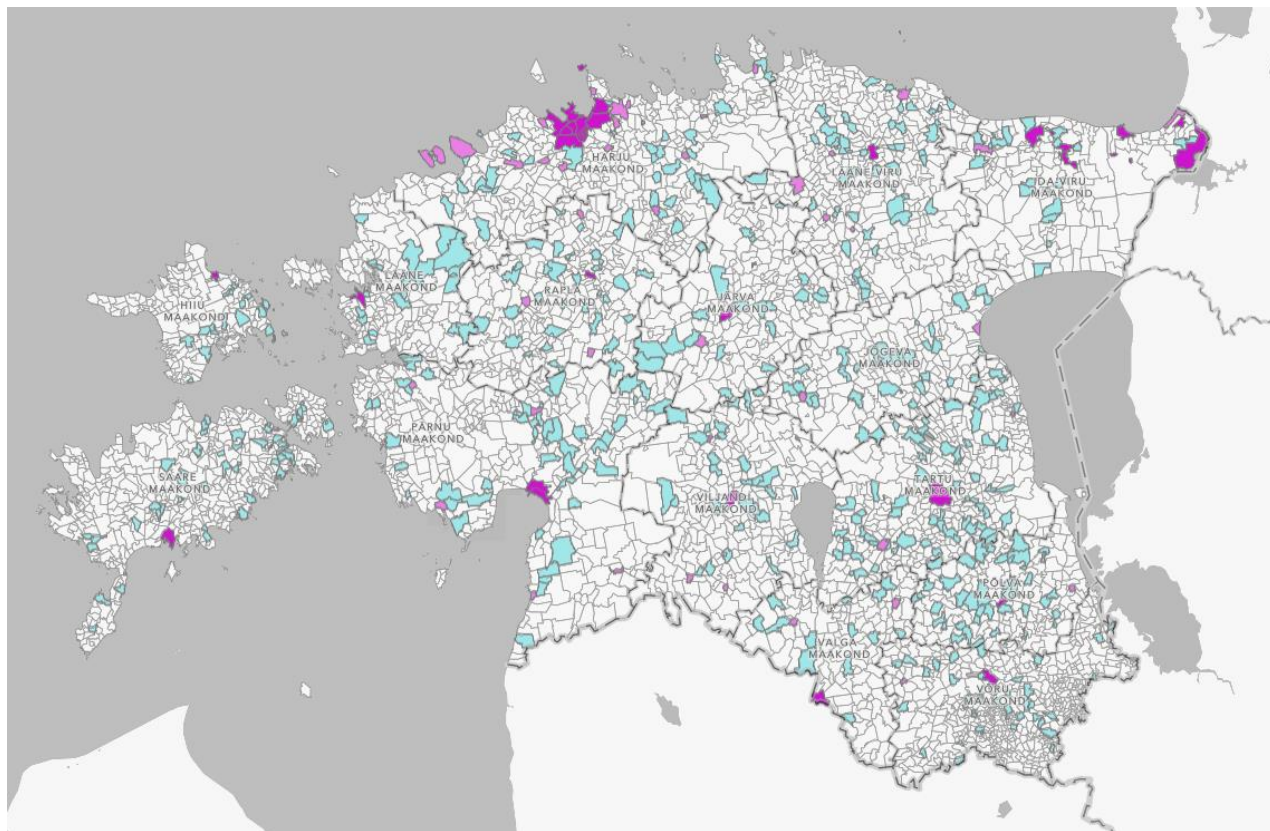 HARJU
MAAKOND
LÄÄNE-VIRU
MAAKOND
IDA-VIRU
MAAKOND
LÄÄNE
MAAKOND
RAPLA
MAAKOND
JÄRVA
MAAKOND
HIIU
MAAKOND
JÕGEVA
MAAKOND
PÄRNU
MAAKOND
SAARE
MAAKOND
VILJANDI
MAAKOND
TARTU
MAAKOND
PÕLVA
MAAKOND
VALGA
MAAKOND
VÕRU
MAAKOND